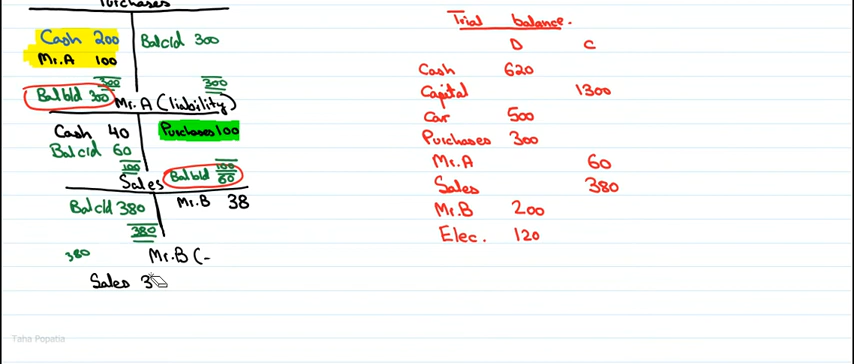 Purchases
Cash 200 Bal c/d 300
Mr. A 100
300 300
Bal b/d 300 Mr. A (liability)
Cash 40 Purchases 100
Bal c/d 60
100 100
Sales Bal b/d 60
Bal c/d 380 Mr. B 38
380
380 Mr. B (-
Sales 3
Trial balance.
D C
Cash 620
Capital 1300
Car 500
Purchases 300
Mr. A 60
Sales 380
Mr. B 200
Elec. 120
Taha Popatia